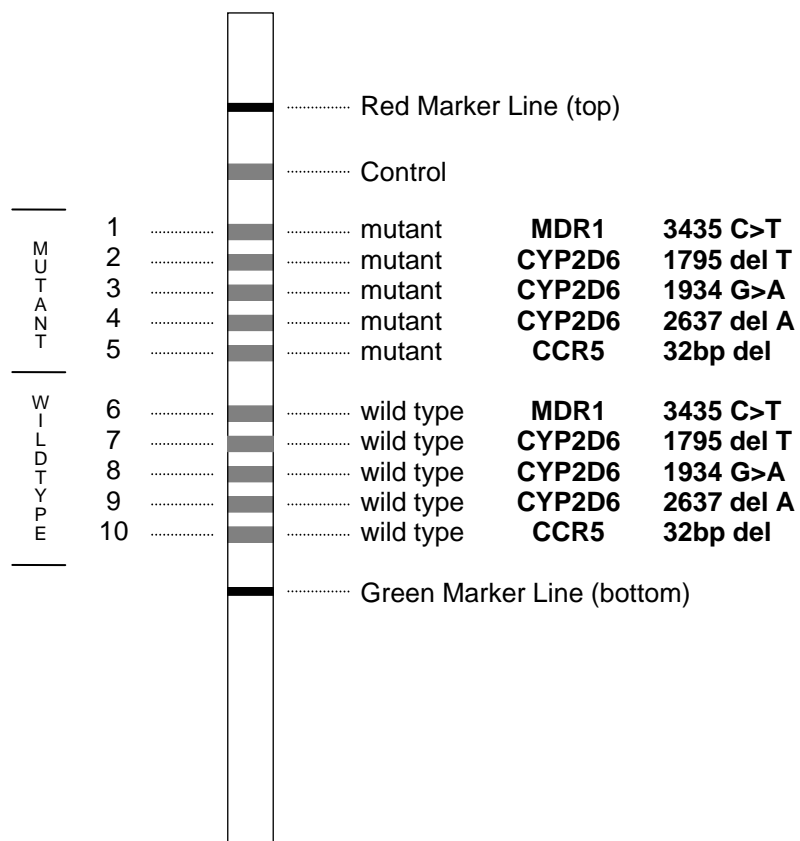 Red Marker Line (top)
Control
MUTANT
1 mutant MDR1 3435 C>T
2 mutant CYP2D6 1795 del T
3 mutant CYP2D6 1934 G>A
4 mutant CYP2D6 2637 del A
5 mutant CCR5 32bp del
WILDTYPE
6 wild type MDR1 3435 C>T
7 wild type CYP2D6 1795 del T
8 wild type CYP2D6 1934 G>A
9 wild type CYP2D6 2637 del A
10 wild type CCR5 32bp del
Green Marker Line (bottom)